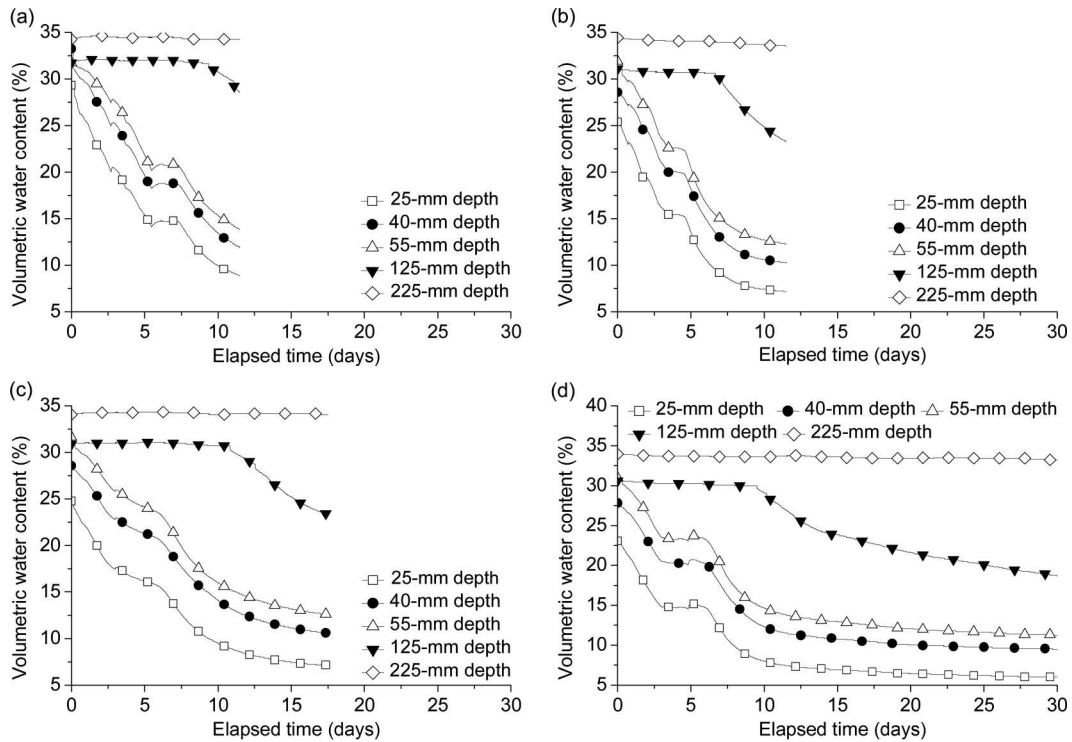 (a)
35
30
25
20
15
10
5
0 5 10 15 20 25 30
Volumetric water content (%)
Elapsed time (days)
25-mm depth
40-mm depth
55-mm depth
125-mm depth
225-mm depth
(b)
35
30
25
20
15
10
5
0 5 10 15 20 25 30
Volumetric water content (%)
Elapsed time (days)
25-mm depth
40-mm depth
55-mm depth
125-mm depth
225-mm depth
(c)
35
30
25
20
15
10
5
0 5 10 15 20 25 30
Volumetric water content (%)
Elapsed time (days)
25-mm depth
40-mm depth
55-mm depth
125-mm depth
225-mm depth
(d)
40
35
30
25
20
15
10
5
0 5 10 15 20 25 30
Volumetric water content (%)
Elapsed time (days)
25-mm depth 40-mm depth 55-mm depth
125-mm depth 225-mm depth